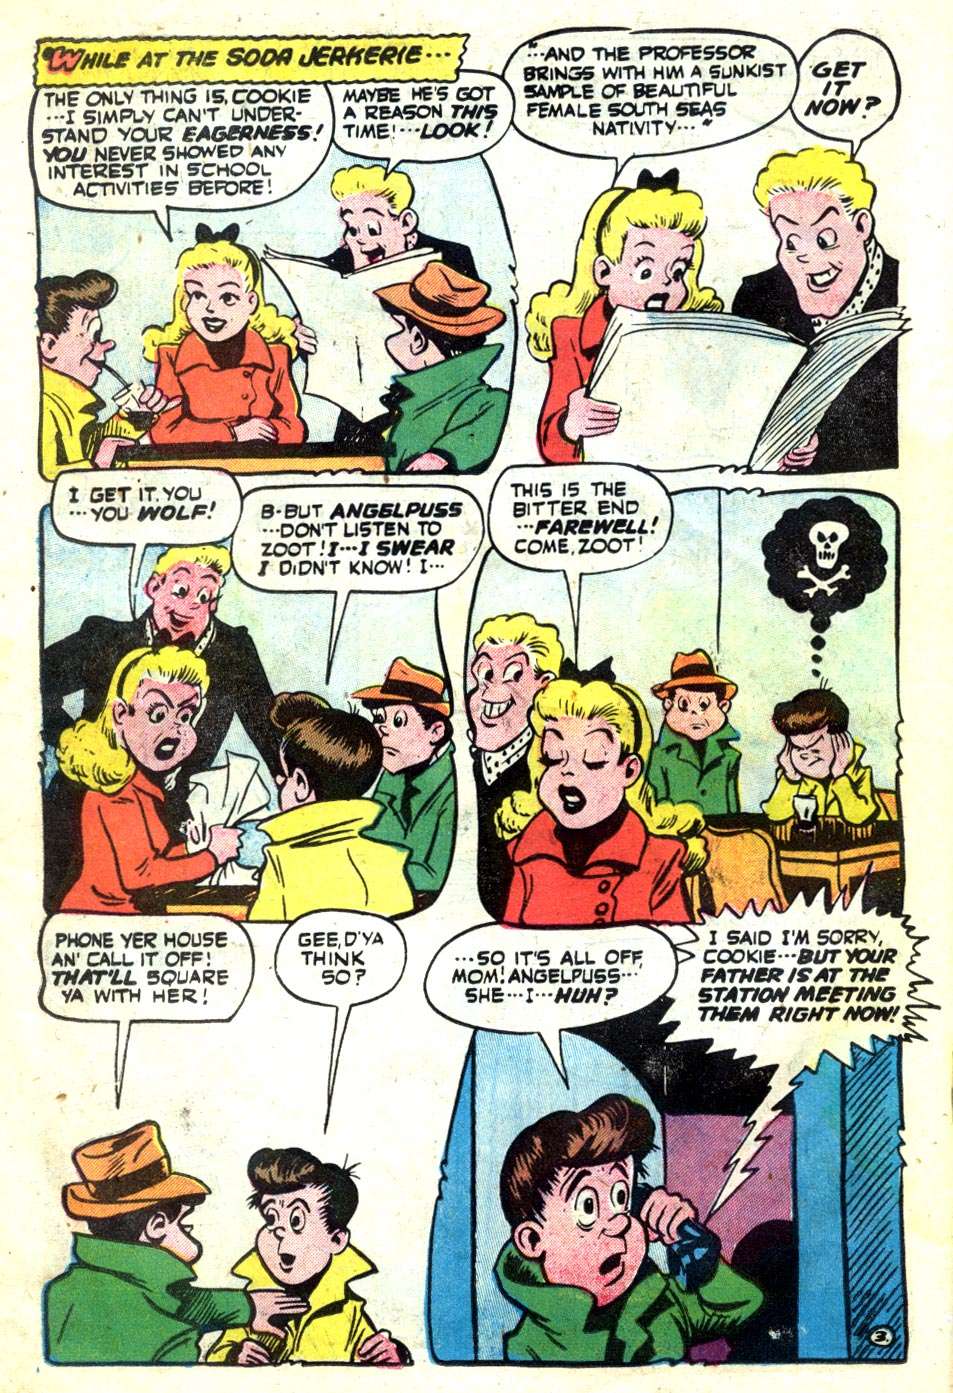 WHILE AT THE SODA JERKERIE...
THE ONLY THING IS, COOKIE
...I SIMPLY CAN'T UNDER-
STAND YOUR EAGERNESS!
YOU NEVER SHOWED ANY
INTEREST IN SCHOOL
ACTIVITIES BEFORE!
MAYBE HE'S GOT
A REASON THIS
TIME!...LOOK!
"...AND THE PROFESSOR
BRINGS WITH HIM A SUNKIST
SAMPLE OF BEAUTIFUL
FEMALE SOUTH SEAS
NATIVITY..."
GET
IT
NOW?
I GET IT. YOU
...YOU WOLF!
B-BUT ANGELPUSS
...DON'T LISTEN TO
ZOOT! I...I SWEAR
I DIDN'T KNOW! I...
THIS IS THE
BITTER END
...FAREWELL!
COME, ZOOT!
PHONE YER HOUSE
AN' CALL IT OFF!
THAT'LL SQUARE
YA WITH HER!
GEE, D'YA
THINK
SO?
...SO IT'S ALL OFF,
MOM! ANGELPUSS...
SHE...I...HUH?
I SAID I'M SORRY,
COOKIE...BUT YOUR
FATHER IS AT THE
STATION MEETING
THEM RIGHT NOW!
3